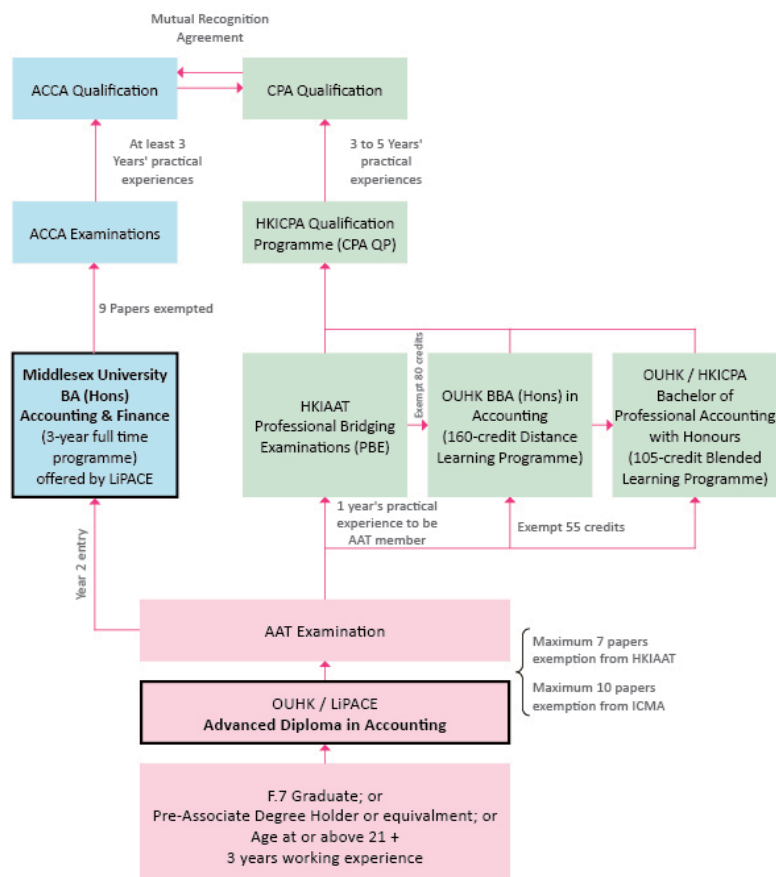 Mutual Recognition
Agreement
ACCA Qualification
CPA Qualification
At least 3
Years' practical
experiences
3 to 5 Years'
practical
experiences
ACCA Examinations
HKICPA Qualification
Programme (CPA QP)
9 Papers exempted
Middlesex University
BA (Hons)
Accounting & Finance
(3-year full time
programme)
offered by LiPACE
HKIAAT
Professional Bridging
Examinations (PBE)
Exempt 80 credits
OUHK BBA (Hons) in
Accounting
(160-credit Distance
Learning Programme)
OUHK / HKICPA
Bachelor of
Professional Accounting
with Honours
(105-credit Blended
Learning Programme)
Year 2 entry
1 year's practical
experience to be
AAT member
Exempt 55 credits
AAT Examination
Maximum 7 papers
exemption from HKIAAT
Maximum 10 papers
exemption from ICMA
OUHK / LiPACE
Advanced Diploma in Accounting
F.7 Graduate; or
Pre-Associate Degree Holder or equivalment; or
Age at or above 21 +
3 years working experience